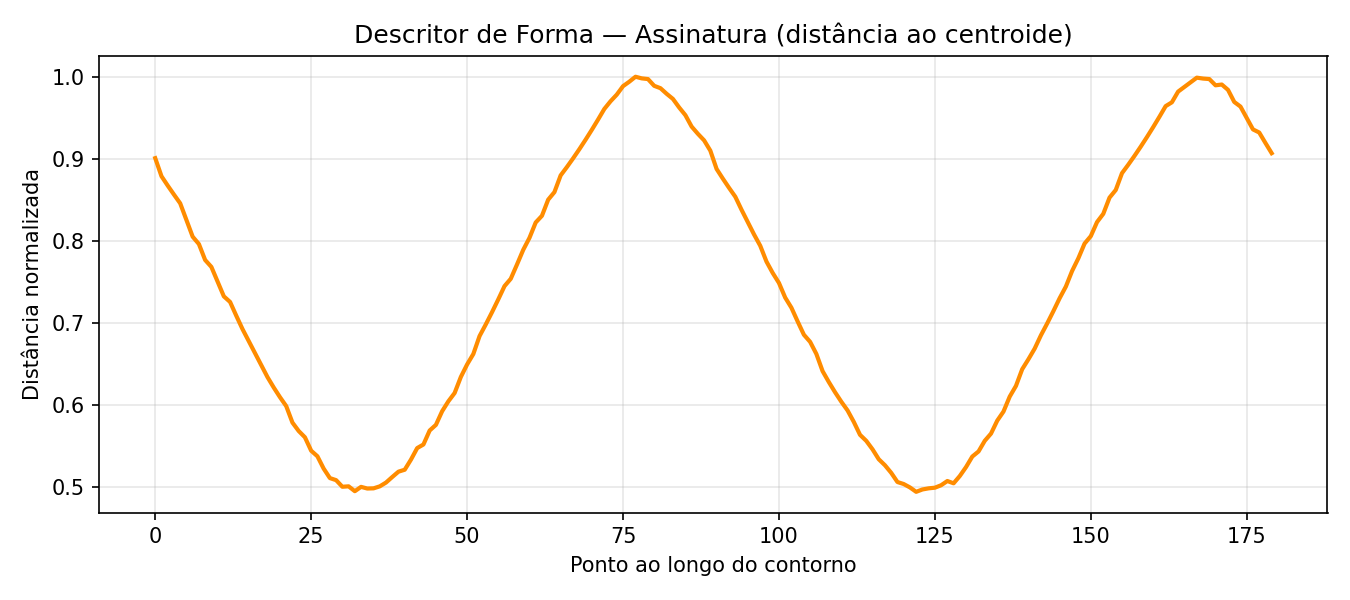 Descritor de Forma — Assinatura (distância ao centroide)
Distância normalizada
1.0
0.9
0.8
0.7
0.6
0.5
0 25 50 75 100 125 150 175
Ponto ao longo do contorno